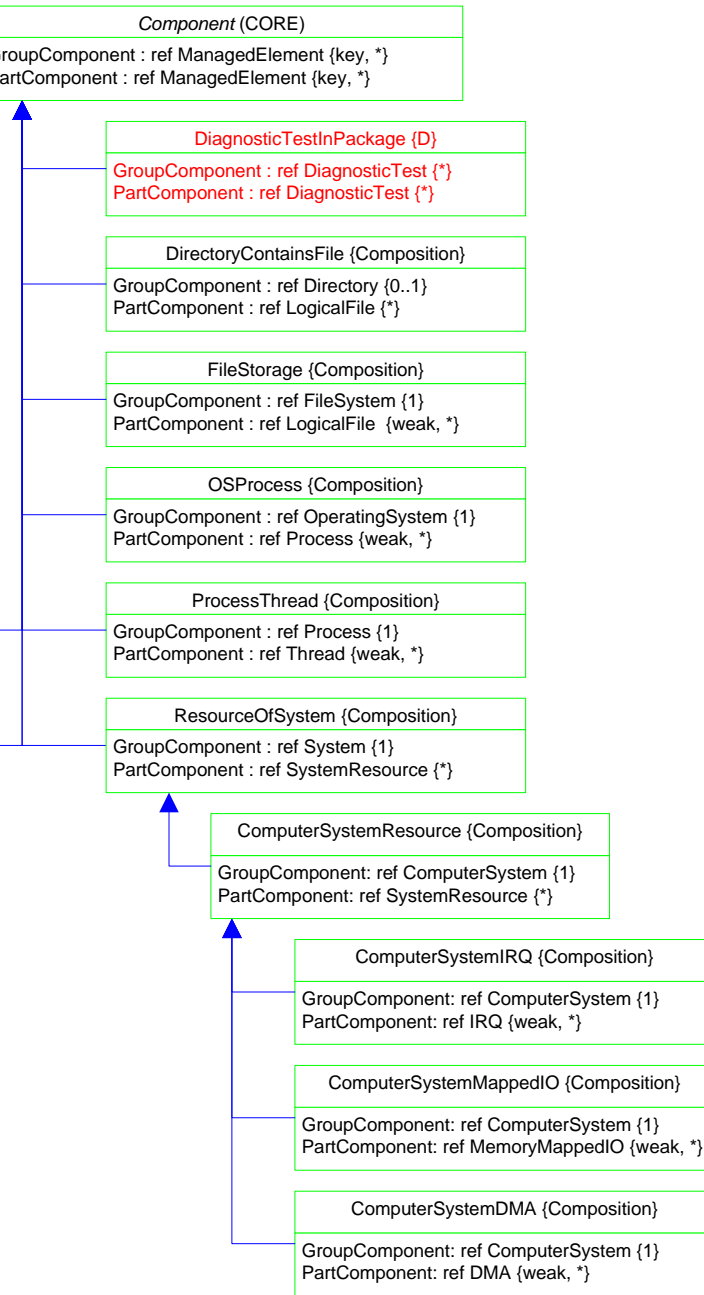 Component (CORE)
GroupComponent : ref ManagedElement {key, *}
PartComponent : ref ManagedElement {key, *}
DiagnosticTestInPackage {D}
GroupComponent : ref DiagnosticTest {*}
PartComponent : ref DiagnosticTest {*}
DirectoryContainsFile {Composition}
GroupComponent : ref Directory {0..1}
PartComponent : ref LogicalFile {*}
FileStorage {Composition}
GroupComponent : ref FileSystem {1}
PartComponent : ref LogicalFile {weak, *}
OSProcess {Composition}
GroupComponent : ref OperatingSystem {1}
PartComponent : ref Process {weak, *}
ProcessThread {Composition}
GroupComponent : ref Process {1}
PartComponent : ref Thread {weak, *}
ResourceOfSystem {Composition}
GroupComponent : ref System {1}
PartComponent : ref SystemResource {*}
ComputerSystemResource {Composition}
GroupComponent: ref ComputerSystem {1}
PartComponent: ref SystemResource {*}
ComputerSystemIRQ {Composition}
GroupComponent: ref ComputerSystem {1}
PartComponent: ref IRQ {weak, *}
ComputerSystemMappedIO {Composition}
GroupComponent: ref ComputerSystem {1}
PartComponent: ref MemoryMappedIO {weak, *}
ComputerSystemDMA {Composition}
GroupComponent: ref ComputerSystem {1}
PartComponent: ref DMA {weak, *}